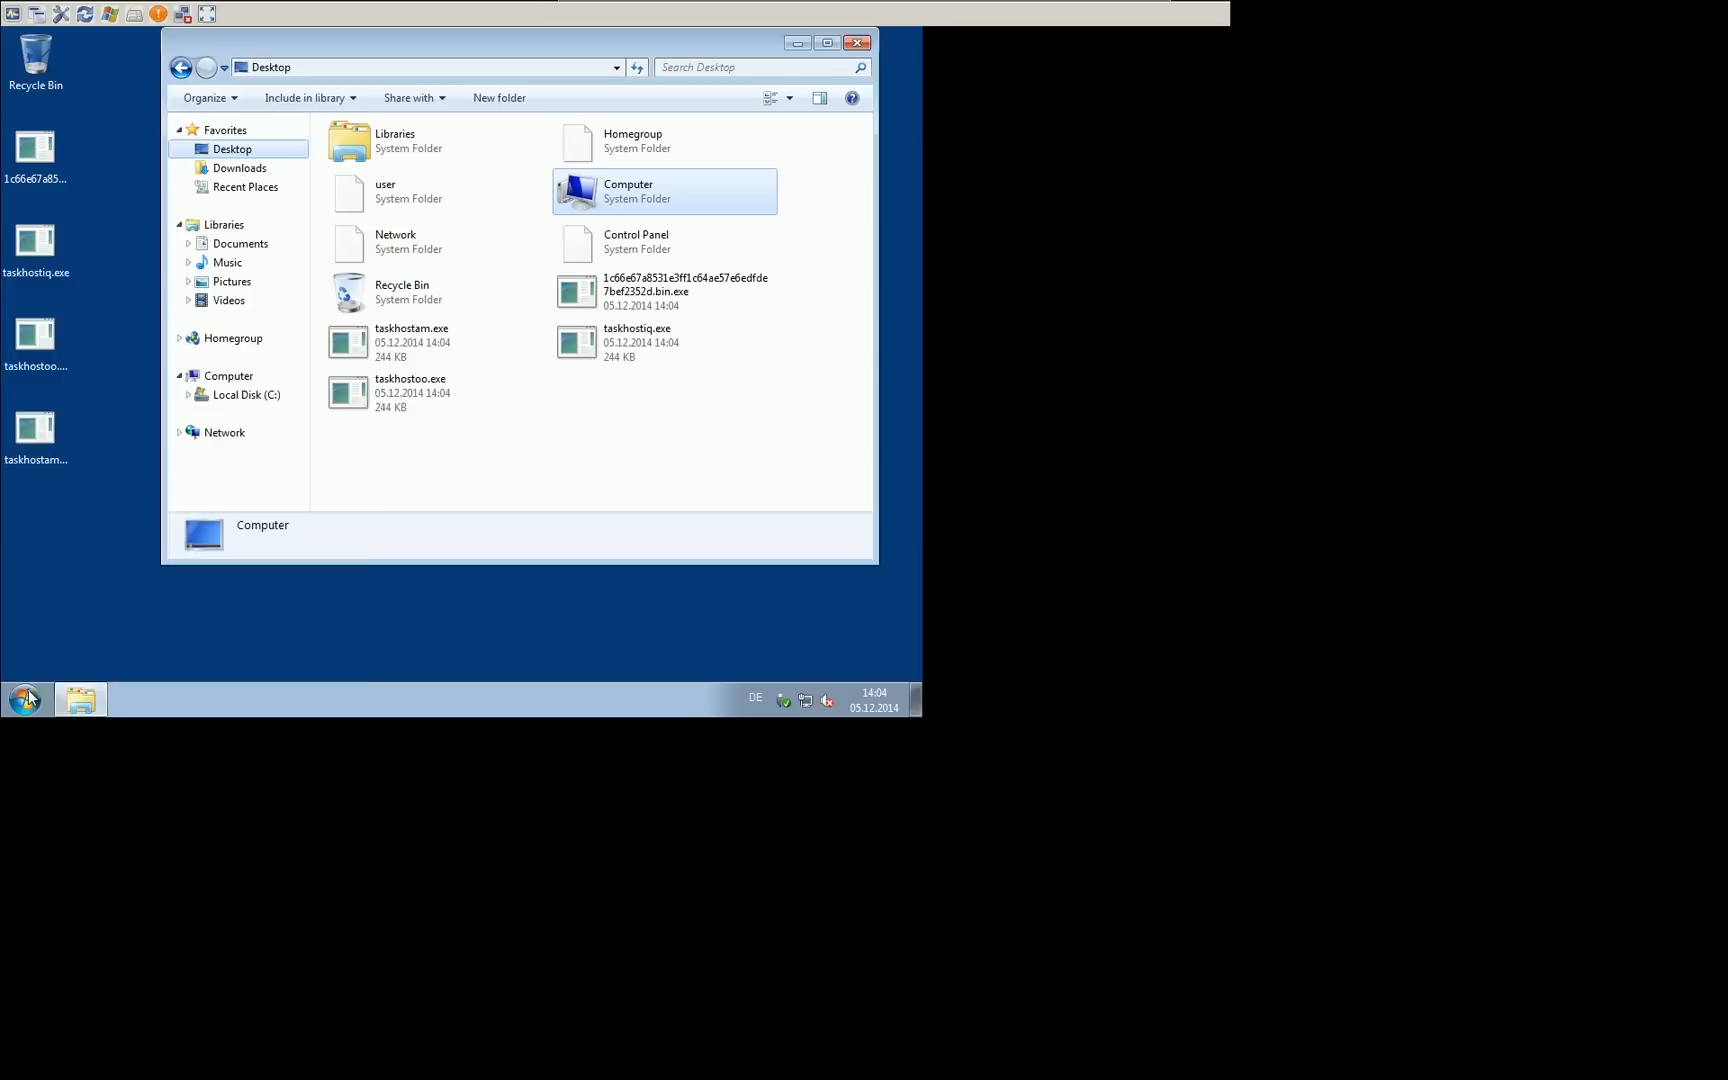 Recycle Bin
1c66e67a85...
taskhostiq.exe
taskhostoo....
taskhostam...
Desktop
Search Desktop
Organize
Include in library
Share with
New folder
Favorites
Desktop
Downloads
Recent Places
Libraries
Documents
Music
Pictures
Videos
Homegroup
Computer
Local Disk (C:)
Network
Libraries
System Folder
Homegroup
System Folder
user
System Folder
Computer
System Folder
Network
System Folder
Control Panel
System Folder
Recycle Bin
System Folder
1c66e67a8531e3ff1c64ae57e6edfde
7bef2352d.bin.exe
05.12.2014 14:04
taskhostam.exe
05.12.2014 14:04
244 KB
taskhostiq.exe
05.12.2014 14:04
244 KB
taskhostoo.exe
05.12.2014 14:04
244 KB
Computer
DE
14:04
05.12.2014